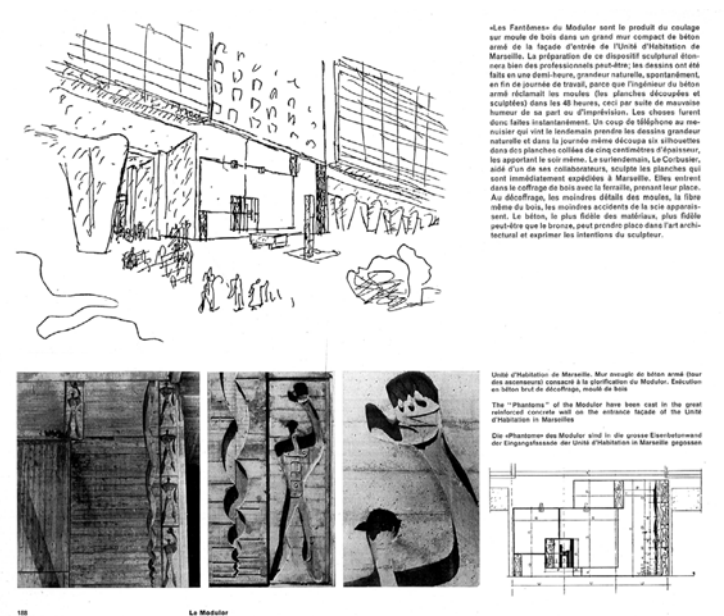 «Les Fantômes» du Modulor sont le produit du coulage
sur moule de bois dans un grand mur compact de béton
armé de la façade d'entrée de l'Unité d'Habitation de
Marseille. La préparation de ce dispositif sculptural éton-
nera bien des professionnels peut-être; les dessins ont été
faits en une demi-heure, grandeur naturelle, spontanément,
en fin de journée de travail, parce que l'ingénieur du béton
armé réclamait les moules (les planches découpées et
sculptées) dans les 48 heures, ceci par suite de mauvaise
humeur de sa part ou d'imprévision. Les choses furent
donc faites instantanément. Un coup de téléphone au me-
nuisier qui vint le lendemain prendre les dessins grandeur
naturelle et dans la journée même découpa six silhouettes
dans des planches collées de cinq centimètres d'épaisseur,
les apportant le soir même. Le surlendemain, Le Corbusier,
aidé d'un de ses collaborateurs, sculpte les planches qui
sont immédiatement expédiées à Marseille. Elles entrent
dans le coffrage de bois avec la ferraille, prenant leur place.
Au décoffrage, les moindres détails des moules, la fibre
même du bois, les moindres accidents de la scie apparais-
sent. Le béton, le plus fidèle des matériaux, plus fidèle
peut-être que le bronze, peut prendre place dans l'art archi-
tectural et exprimer les intentions du sculpteur.
Unité d'Habitation de Marseille. Mur aveugle de béton armé (tour
des ascenseurs) consacré à la glorification du Modulor. Exécution
en béton brut de décoffrage, moulé de bois
The "Phantoms" of the Modulor have been cast in the great
reinforced concrete wall on the entrance façade of the Unité
d'Habitation in Marseilles
Die «Phantome» des Modulor sind in die grosse Eisenbetonwand
der Eingangsfassade der Unité d'Habitation in Marseille gegossen
188 Le Modulor